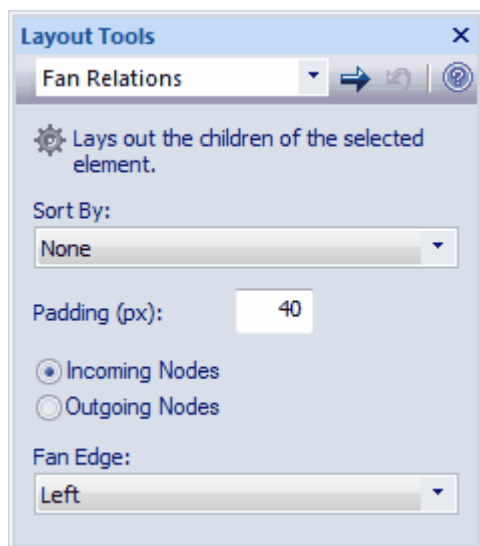 Layout Tools
Fan Relations
Lays out the children of the selected
element.
Sort By:
None
Padding (px): 40
Incoming Nodes
Outgoing Nodes
Fan Edge:
Left